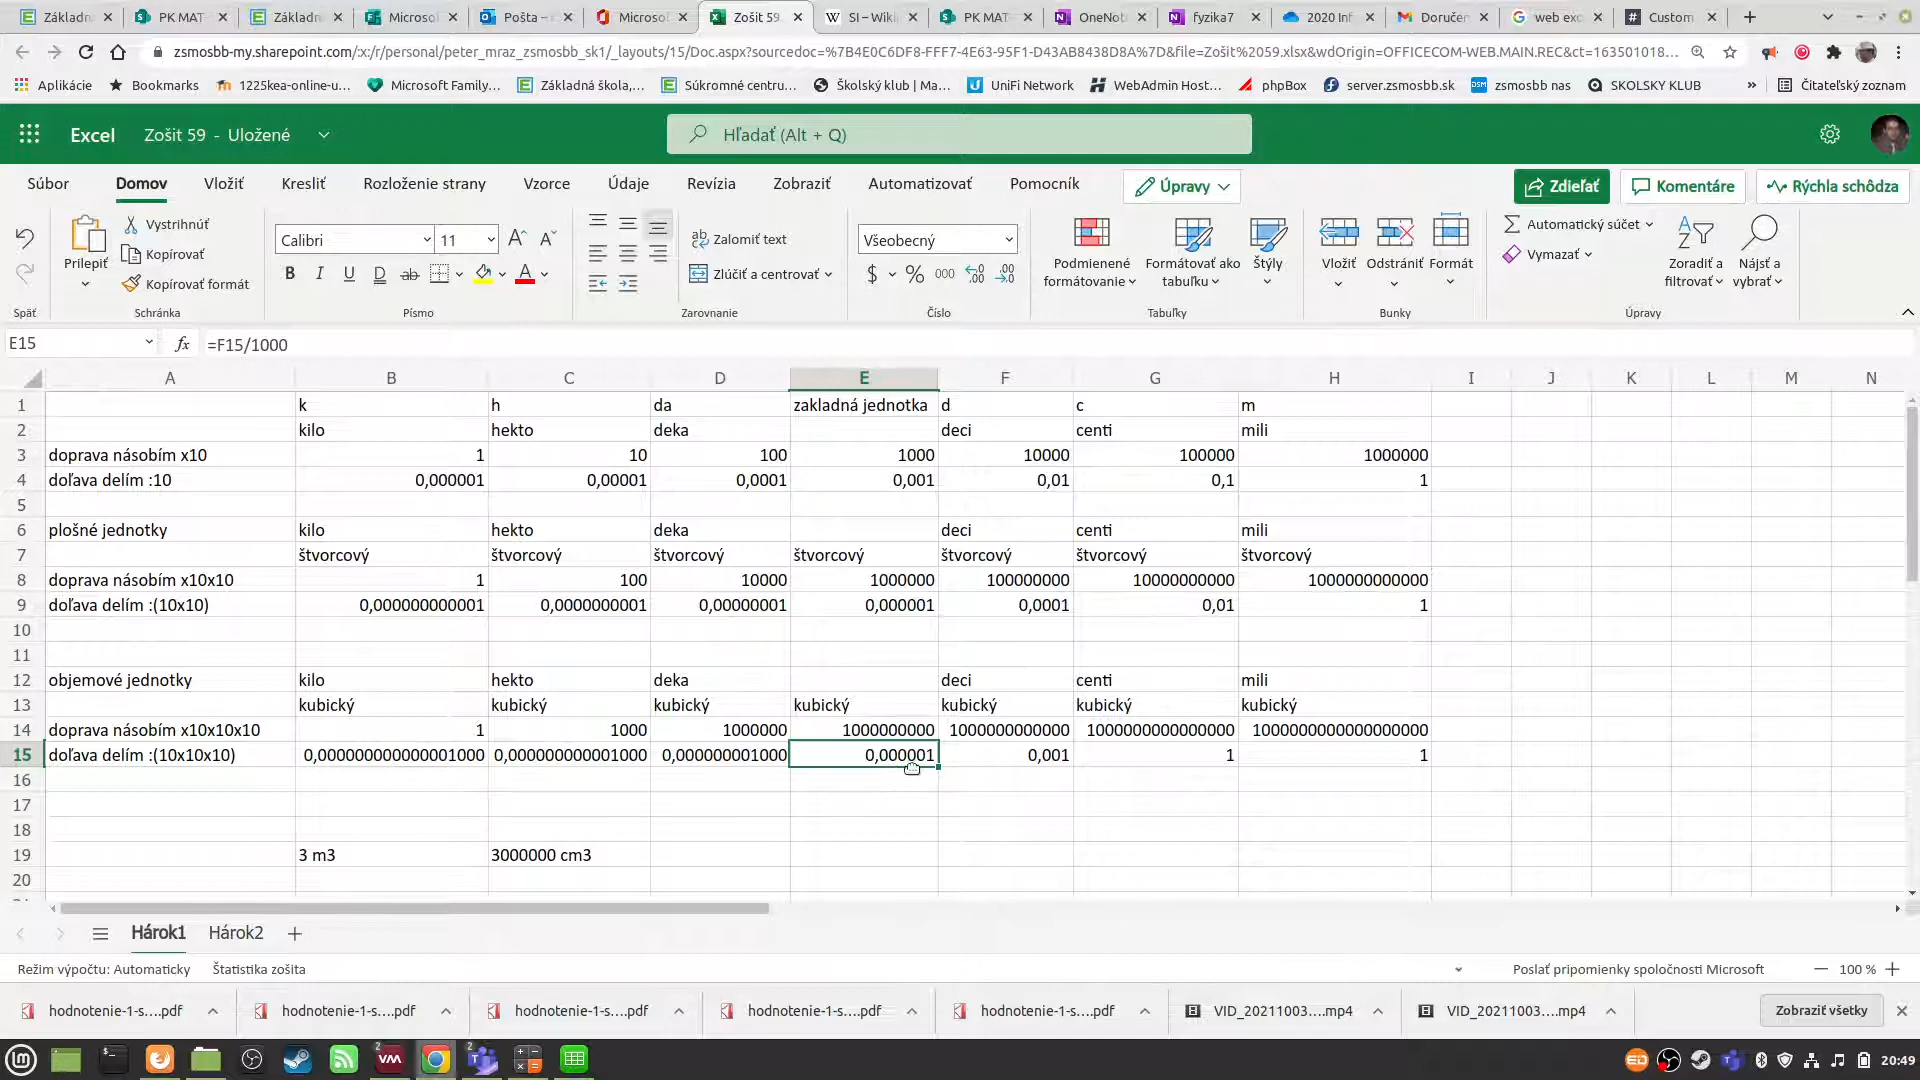 Základn
PK MAT
Základn
Microso
Pošta –
Microso
Zošit 59
SI – Wiki
PK MAT
OneNot
fyzika7
2020 Inf
Doručen
web exc
Custom
zsmosbb-my.sharepoint.com/:x:/r/personal/peter_mraz_zsmosbb_sk1/_layouts/15/Doc.aspx?sourcedoc=%7B4E0C6DF8-FFF7-4E63-95F1-D43AB8438D8A%7D&file=Zošit%2059.xlsx&wdOrigin=OFFICECOM-WEB.MAIN.REC&ct=163501018...
Aplikácie
Bookmarks
1225kea-online-u...
Microsoft Family...
Základná škola,...
Súkromné centru...
Školský klub | Ma...
UniFi Network
WebAdmin Host...
phpBox
server.zsmosbb.sk
zsmosbb nas
SKOLSKY KLUB
»
Čitateľský zoznam
Excel
Zošit 59 - Uložené
Hľadať (Alt + Q)
Súbor
Domov
Vložiť
Kresliť
Rozloženie strany
Vzorce
Údaje
Revízia
Zobraziť
Automatizovať
Pomocník
Úpravy
Zdieľať
Komentáre
Rýchla schôdza
Prilepiť
Vystrihnúť
Kopírovať
Kopírovať formát
Calibri
11
Zalomiť text
Zlúčiť a centrovať
Všeobecný
Podmienené formátovanie
Formátovať ako tabuľku
Štýly
Vložiť
Odstrániť
Formát
Automatický súčet
Vymazať
Zoradiť a filtrovať
Nájsť a vybrať
Späť
Schránka
Písmo
Zarovnanie
Číslo
Tabuľky
Bunky
Úpravy
E15
fx
=F15/1000
A B C D E F G H I J K L M N
1 k h da zakladná jednotka d c m
2 kilo hekto deka deci centi mili
3 doprava násobím x10 1 10 100 1000 10000 100000 1000000
4 doľava delím :10 0,000001 0,00001 0,0001 0,001 0,01 0,1 1
5
6 plošné jednotky kilo hekto deka deci centi mili
7 štvorcový štvorcový štvorcový štvorcový štvorcový štvorcový štvorcový
8 doprava násobím x10x10 1 100 10000 1000000 100000000 10000000000 1000000000000
9 doľava delím :(10x10) 0,000000000001 0,0000000001 0,00000001 0,000001 0,0001 0,01 1
10
11
12 objemové jednotky kilo hekto deka deci centi mili
13 kubický kubický kubický kubický kubický kubický kubický
14 doprava násobím x10x10x10 1 1000 1000000 1000000000 1000000000000 1000000000000000 1000000000000000000
15 doľava delím :(10x10x10) 0,000000000000001000 0,000000000001000 0,000000001000 0,000001 0,001 1 1
16
17
18
19 3 m3 3000000 cm3
20
Hárok1
Hárok2
Režim výpočtu: Automaticky
Štatistika zošita
Poslať pripomienky spoločnosti Microsoft
100 %
hodnotenie-1-s....pdf
hodnotenie-1-s....pdf
hodnotenie-1-s....pdf
hodnotenie-1-s....pdf
hodnotenie-1-s....pdf
VID_20211003....mp4
VID_20211003....mp4
Zobraziť všetky
20:49